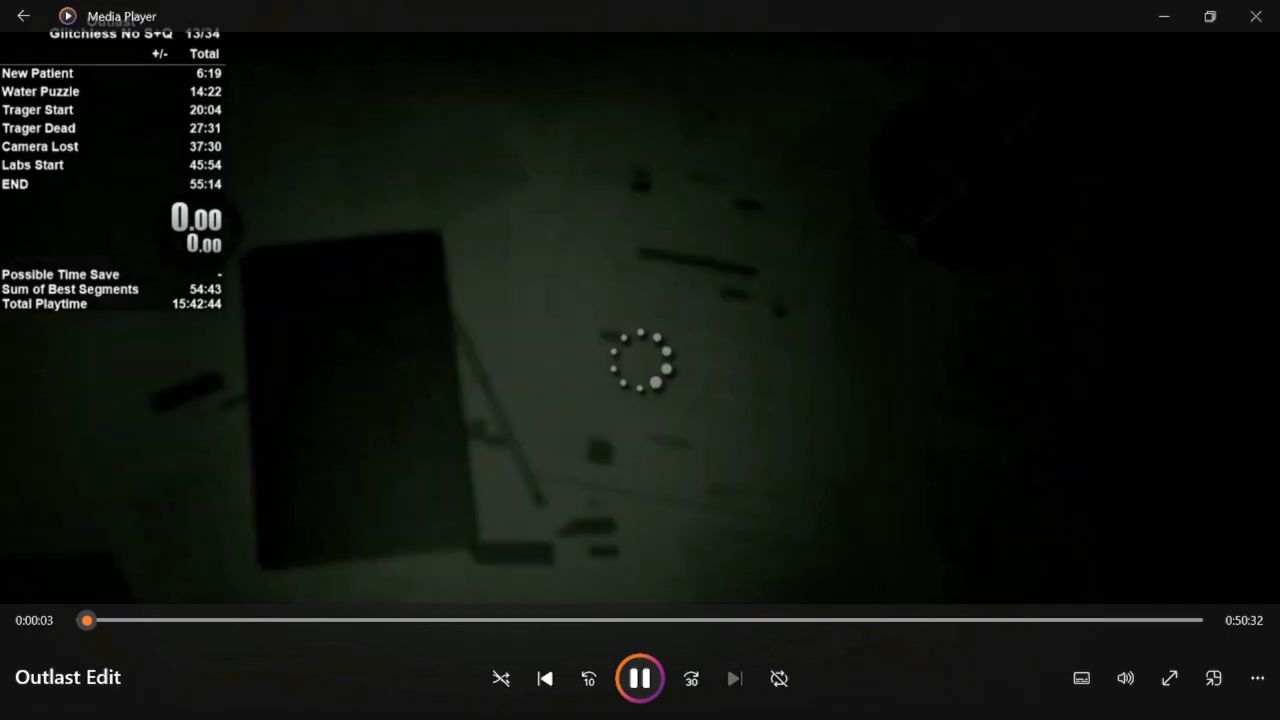 Media Player
Outlast
Glitchless No S+Q 13/34
+/- Total
New Patient 6:19
Water Puzzle 14:22
Trager Start 20:04
Trager Dead 27:31
Camera Lost 37:30
Labs Start 45:54
END 55:14
0.00
0.00
Possible Time Save -
Sum of Best Segments 54:43
Total Playtime 15:42:44
0:00:03 0:50:32
Outlast Edit
10
30